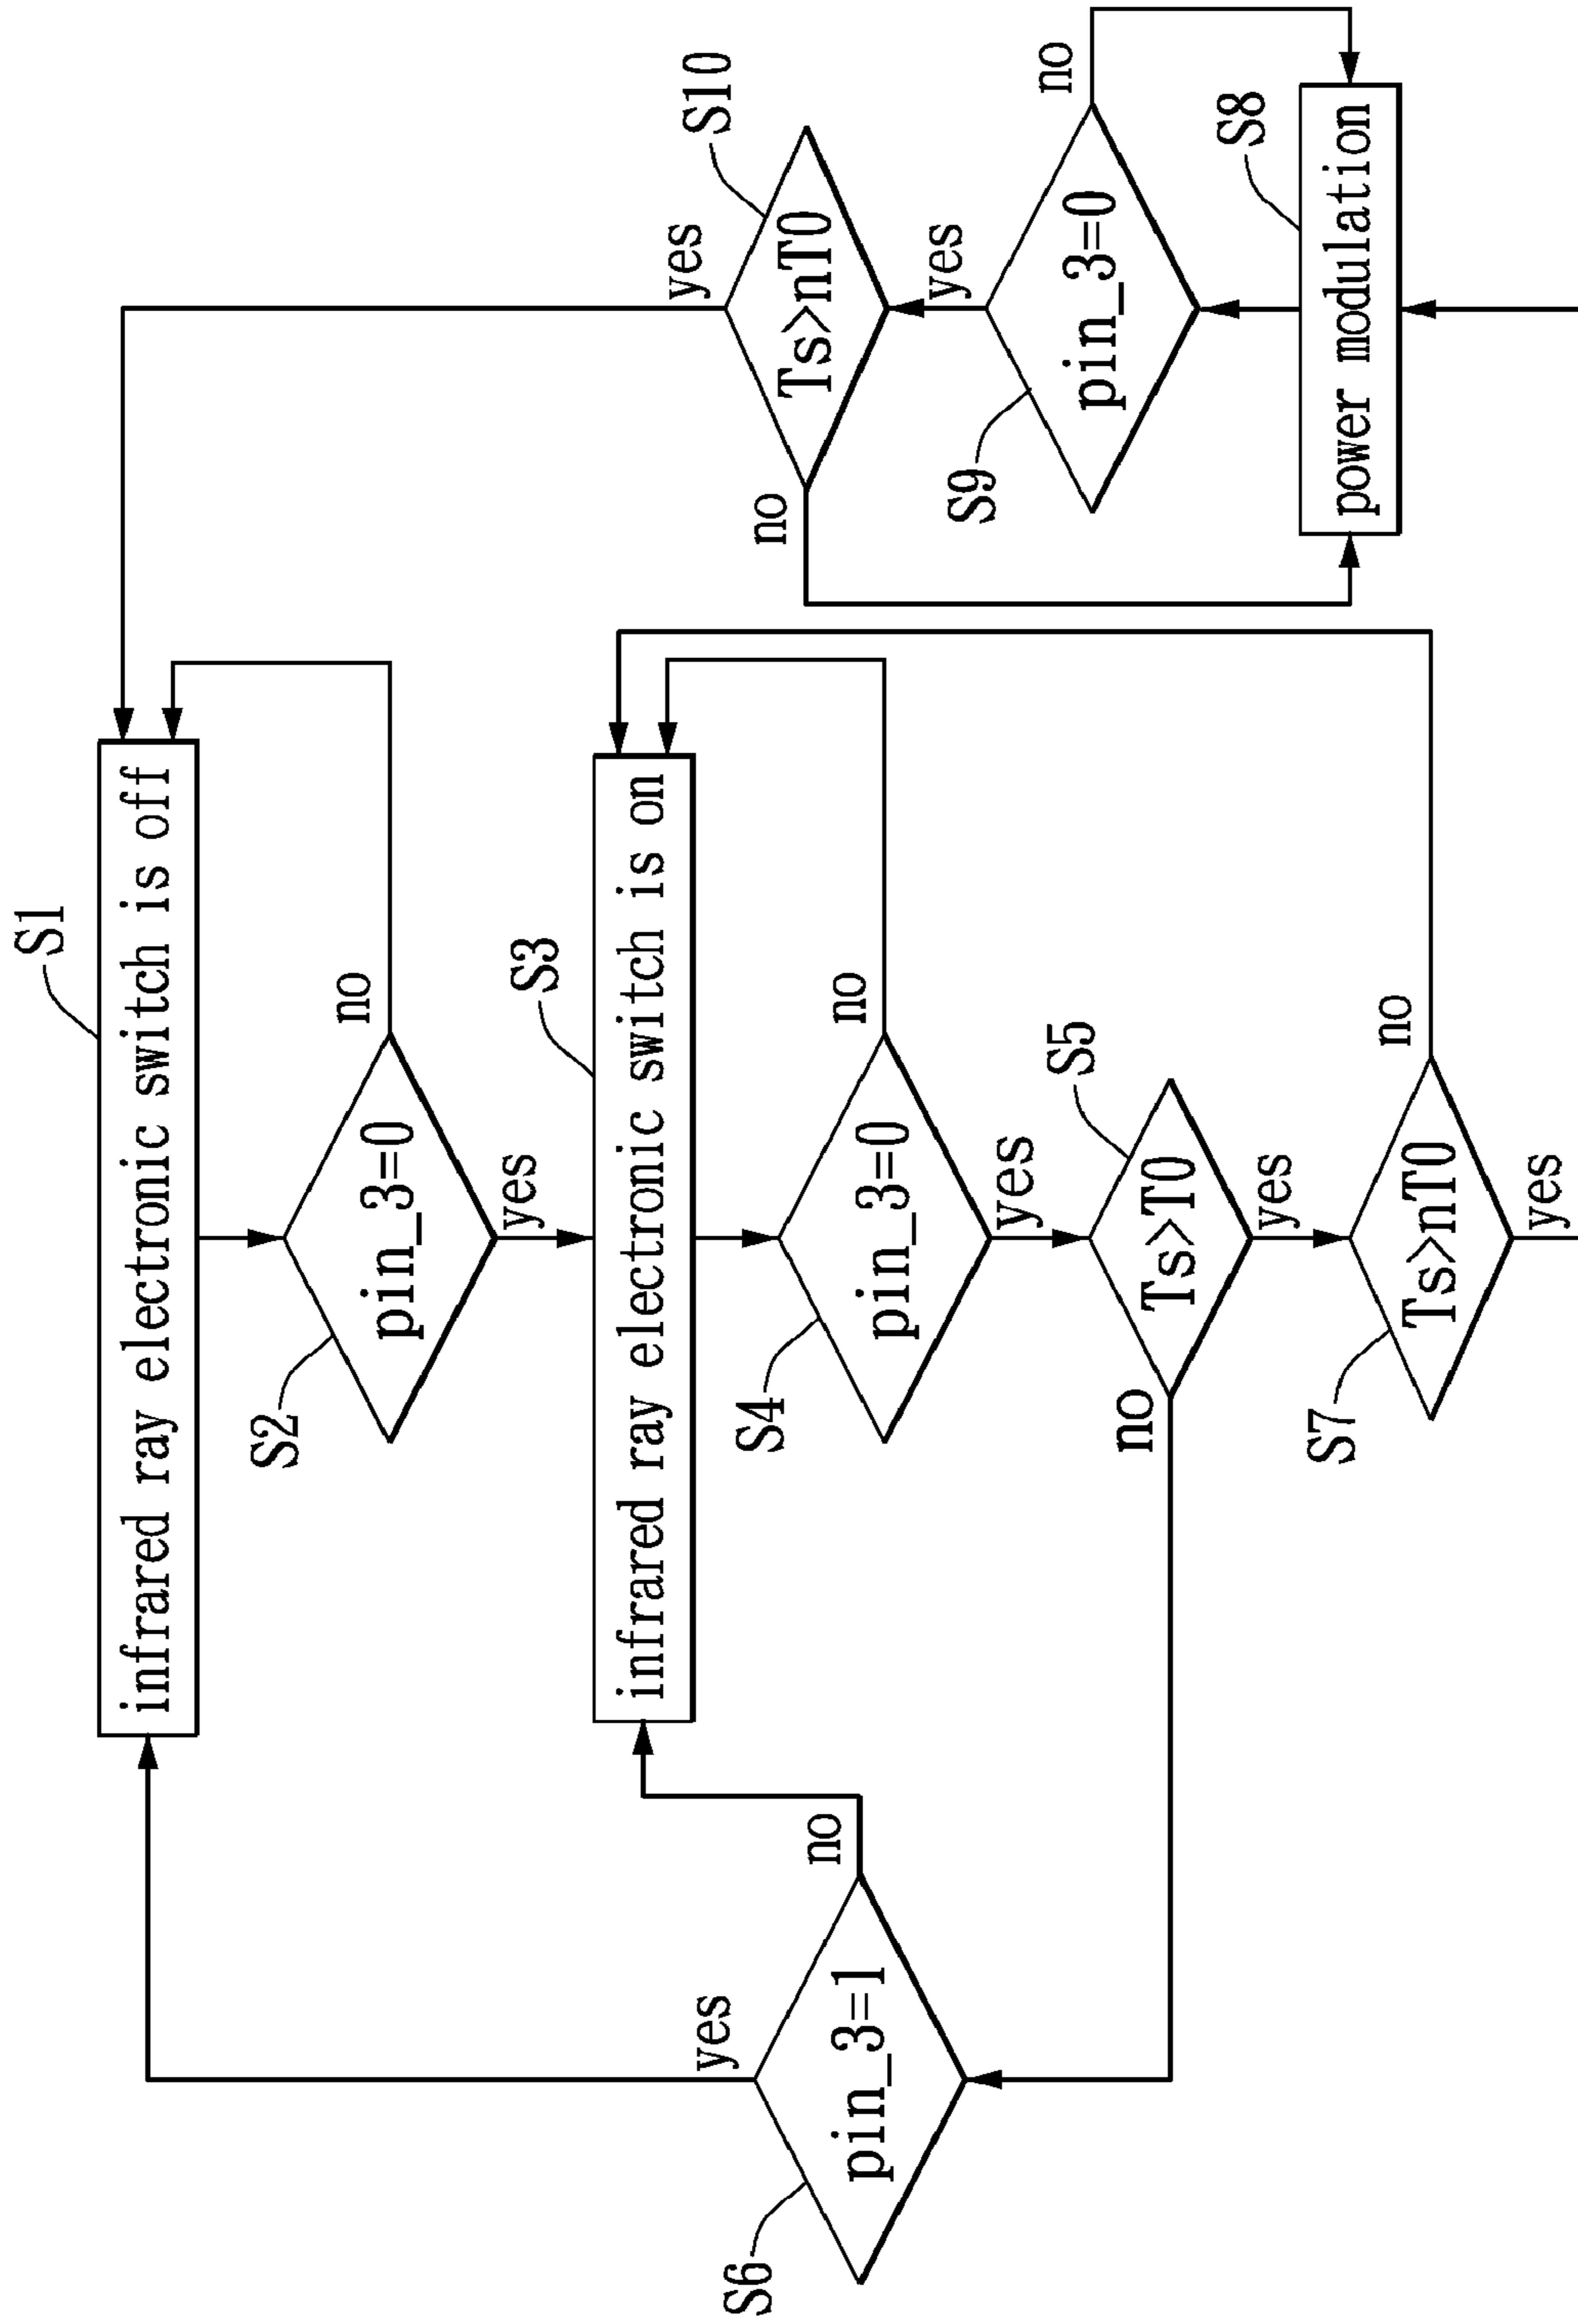 S1
infrared ray electronic switch is off
S2
pin_3=0
no
yes
S3
infrared ray electronic switch is on
S4
pin_3=0
no
yes
S5
Ts>T0
no
yes
S6
pin_3=1
yes
no
S7
Ts>nT0
no
yes
S8
power modulation
S9
pin_3=0
no
yes
S10
Ts>nT0
no
yes